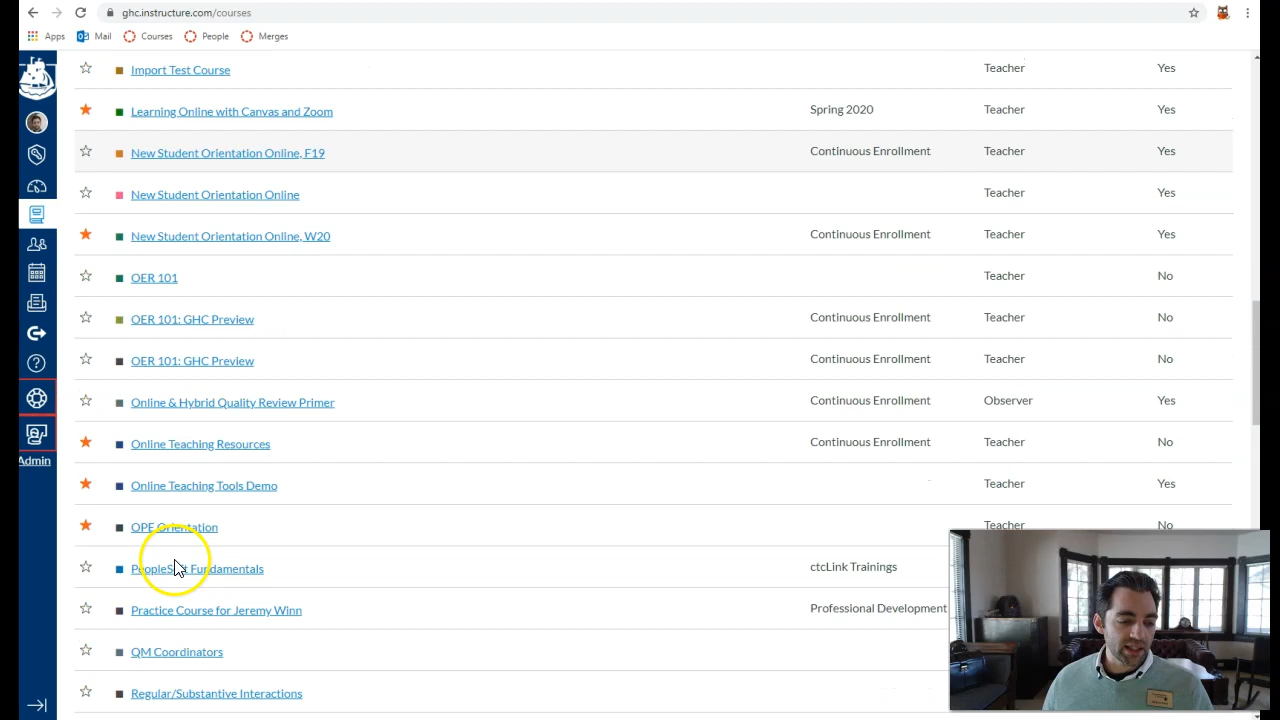 ghc.instructure.com/courses
Apps Mail Courses People Merges
Import Test Course Teacher Yes
Learning Online with Canvas and Zoom Spring 2020 Teacher Yes
New Student Orientation Online, F19 Continuous Enrollment Teacher Yes
New Student Orientation Online Teacher Yes
New Student Orientation Online, W20 Continuous Enrollment Teacher Yes
OER 101 Teacher No
OER 101: GHC Preview Continuous Enrollment Teacher No
OER 101: GHC Preview Continuous Enrollment Teacher No
Online & Hybrid Quality Review Primer Continuous Enrollment Observer Yes
Online Teaching Resources Continuous Enrollment Teacher No
Admin
Online Teaching Tools Demo Teacher Yes
OPE Orientation Teacher No
PeopleSoft Fundamentals ctcLink Trainings
Practice Course for Jeremy Winn Professional Development
QM Coordinators
Regular/Substantive Interactions